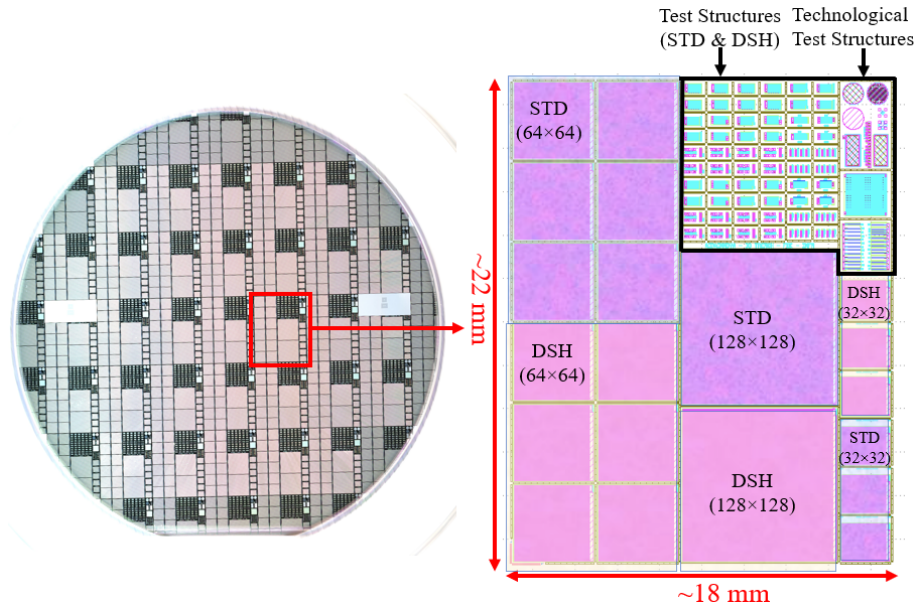 Test Structures
(STD & DSH)
Technological
Test Structures
STD
(64×64)
~22 mm
DSH
(64×64)
STD
(128×128)
DSH
(32×32)
STD
(32×32)
DSH
(128×128)
~18 mm